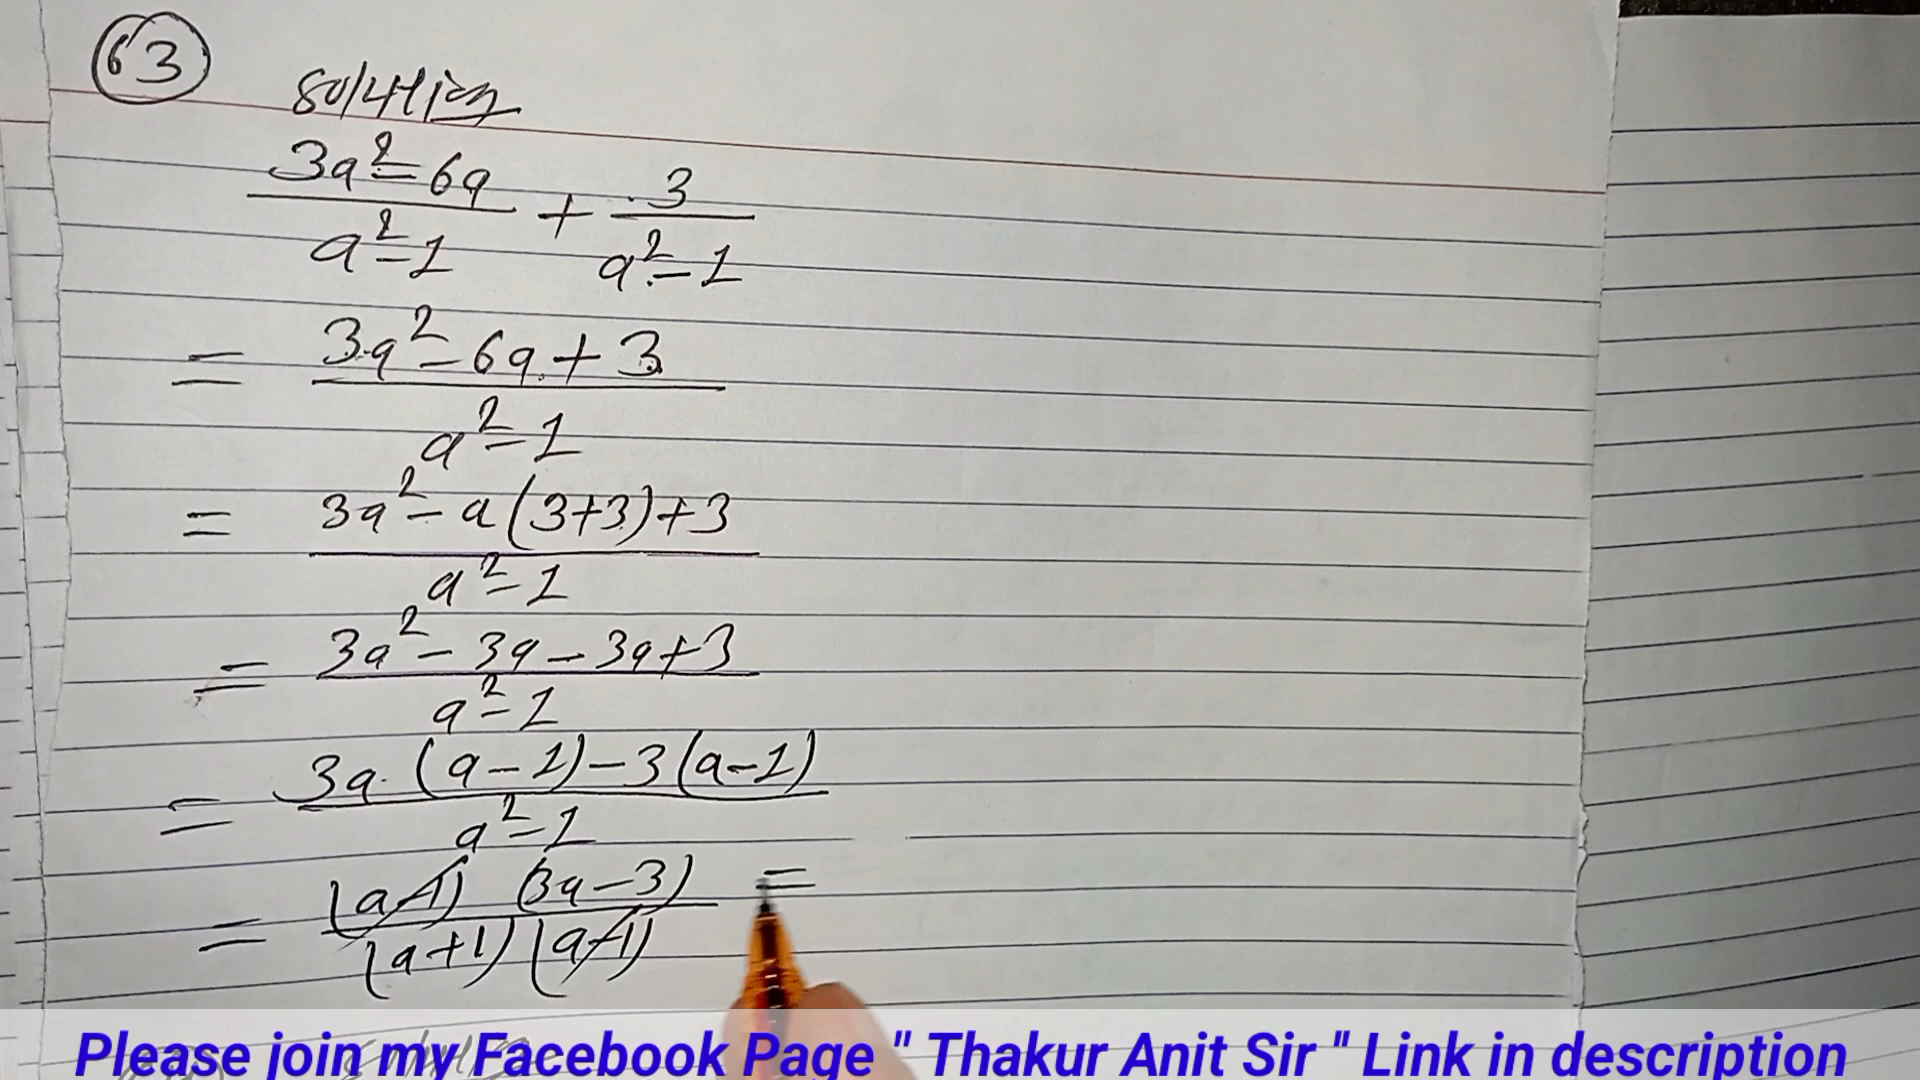 63
solution
3a² - 6a / a² - 1 + 3 / a² - 1
= 3a² - 6a + 3 / a² - 1
= 3a² - a(3+3)+3 / a² - 1
= 3a² - 3a - 3a + 3 / a² - 1
= 3a (a - 1) - 3(a - 1) / a² - 1
= (a-1) (3a - 3) / (a+1) (a-1) =
Please join my Facebook Page " Thakur Anit Sir " Link in description